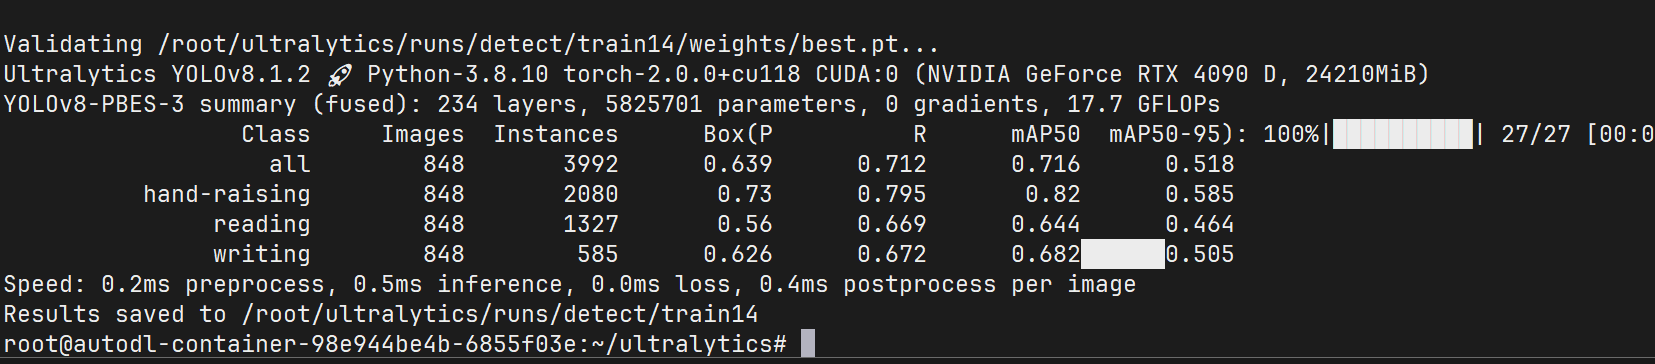 Validating /root/ultralytics/runs/detect/train14/weights/best.pt...
Ultralytics YOLOv8.1.2 🚀 Python-3.8.10 torch-2.0.0+cu118 CUDA:0 (NVIDIA GeForce RTX 4090 D, 24210MiB)
YOLOv8-PBES-3 summary (fused): 234 layers, 5825701 parameters, 0 gradients, 17.7 GFLOPs
Class Images Instances Box(P R mAP50 mAP50-95): 100%|██████████| 27/27 [00:0
all 848 3992 0.639 0.712 0.716 0.518
hand-raising 848 2080 0.73 0.795 0.82 0.585
reading 848 1327 0.56 0.669 0.644 0.464
writing 848 585 0.626 0.672 0.682 0.505
Speed: 0.2ms preprocess, 0.5ms inference, 0.0ms loss, 0.4ms postprocess per image
Results saved to /root/ultralytics/runs/detect/train14
root@autodl-container-98e944be4b-6855f03e:~/ultralytics#